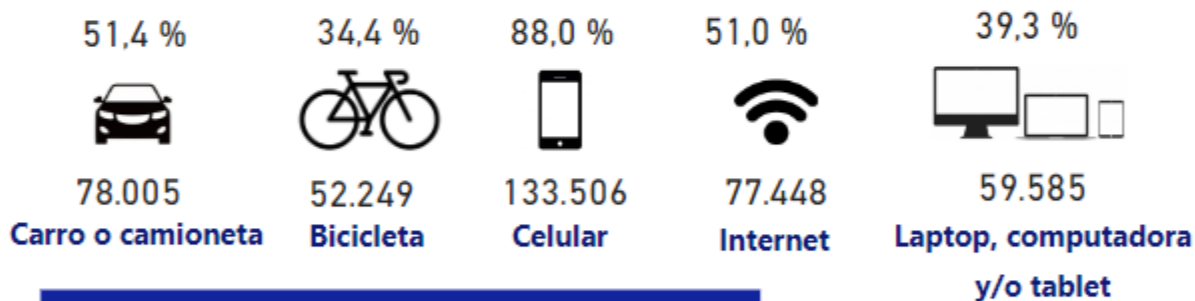 51,4 % 34,4 % 88,0 % 51,0 % 39,3 %
78.005 52.249 133.506 77.448 59.585
Carro o camioneta Bicicleta Celular Internet Laptop, computadora
y/o tablet